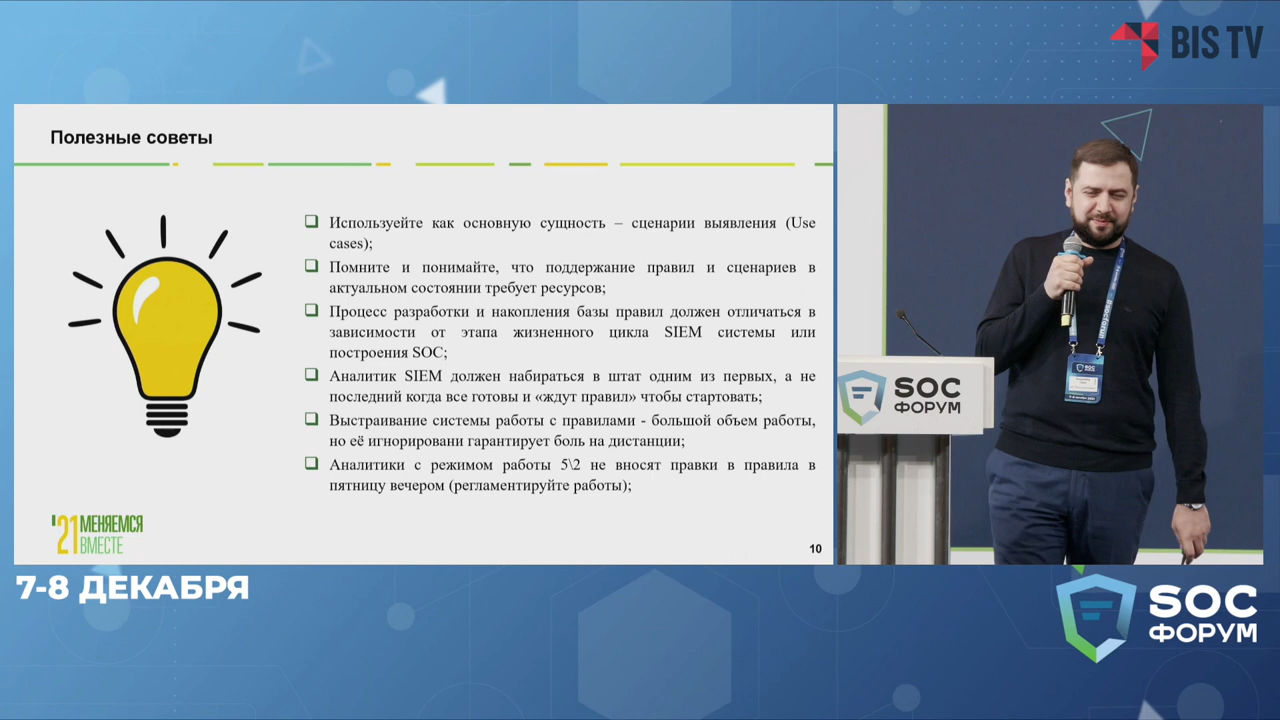 BIS TV
Полезные советы
Используейте как основную сущность – сценарии выявления (Use
cases);
Помните и понимайте, что поддержание правил и сценариев в
актуальном состоянии требует ресурсов;
Процесс разработки и накопления базы правил должен отличаться в
зависимости от этапа жизненного цикла SIEM системы или
построения SOC;
Аналитик SIEM должен набираться в штат одним из первых, а не
последний когда все готовы и «ждут правил» чтобы стартовать;
Выстраивание системы работы с правилами - большой объем работы,
но её игнорировани гарантирует боль на дистанции;
Аналитики с режимом работы 5\2 не вносят правки в правила в
пятницу вечером (регламентируйте работы);
'21 МЕНЯЕМСЯ
ВМЕСТЕ
10
SOC
ФОРУМ
SOC
7-8 ДЕКАБРЯ
SOC
ФОРУМ